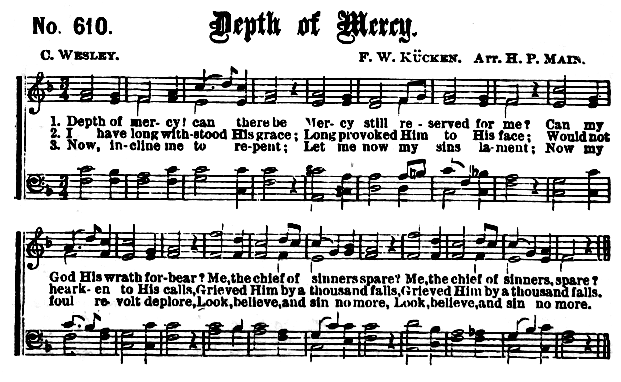 No. 610. Depth of Mercy.
C. WESLEY. F. W. KÜCKEN. Arr. H. P. MAIN.
1. Depth of mer-cy! can there be Mer-cy still re-served for me? Can my
2. I have long with-stood His grace; Long provoked Him to His face; Would not
3. Now, in-cline me to re-pent; Let me now my sins la-ment; Now my
God His wrath for-bear? Me, the chief of sinners spare? Me, the chief of sinners, spare?
heark-en to His calls, Grieved Him by a thousand falls, Grieved Him by a thousand falls.
foul re-volt deplore, Look, believe, and sin no more, Look, believe, and sin no more.